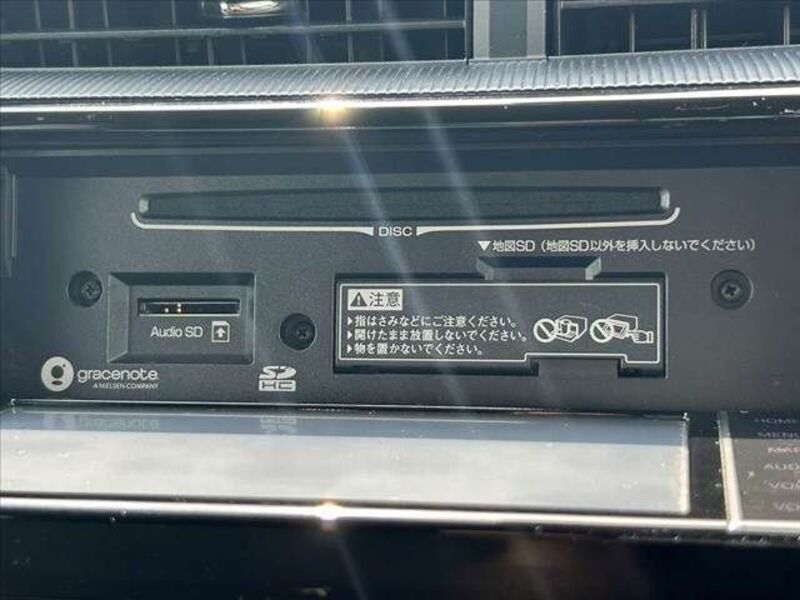 DISC
▼地図SD（地図SD以外を挿入しないでください）
注意
▶指はさみなどにご注意ください。
▶開けたまま放置しないでください。
▶物を置かないでください。
Audio SD
gracenote.
A NIELSEN COMPANY
SD
HC
HOME
MENU